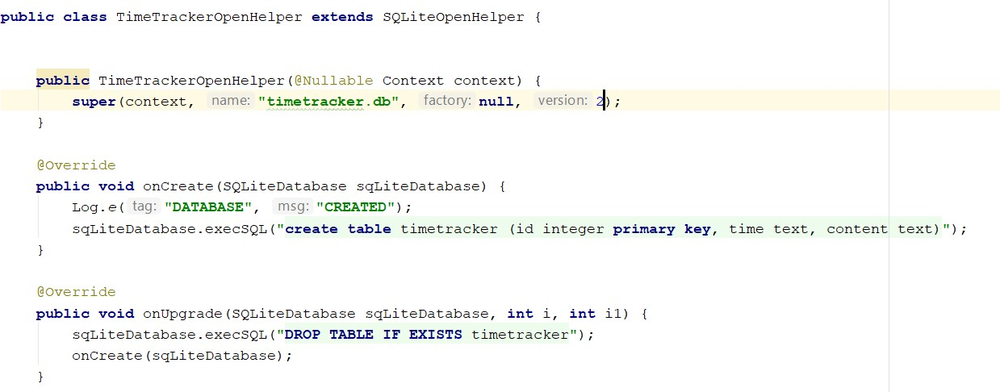 public class TimeTrackerOpenHelper extends SQLiteOpenHelper {
public TimeTrackerOpenHelper(@Nullable Context context) {
super(context, name: "timetracker.db", factory: null, version: 2);
}
@Override
public void onCreate(SQLiteDatabase sqLiteDatabase) {
Log.e( tag: "DATABASE", msg: "CREATED");
sqLiteDatabase.execSQL("create table timetracker (id integer primary key, time text, content text)");
}
@Override
public void onUpgrade(SQLiteDatabase sqLiteDatabase, int i, int i1) {
sqLiteDatabase.execSQL("DROP TABLE IF EXISTS timetracker");
onCreate(sqLiteDatabase);
}